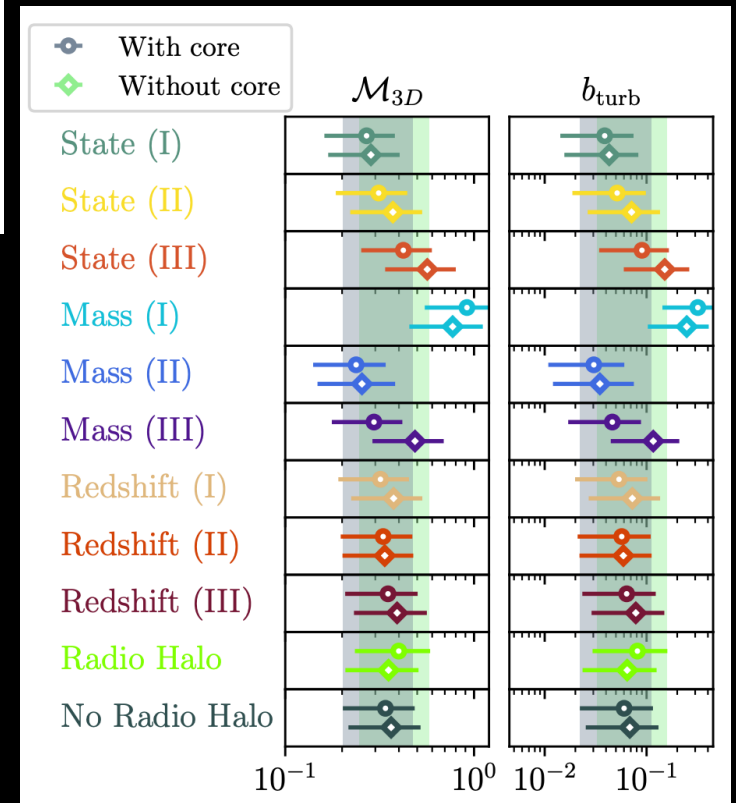 With core
Without core
𝓜₃D b_turb
State (I)
State (II)
State (III)
Mass (I)
Mass (II)
Mass (III)
Redshift (I)
Redshift (II)
Redshift (III)
Radio Halo
No Radio Halo
10⁻¹ 10⁰ 10⁻² 10⁻¹